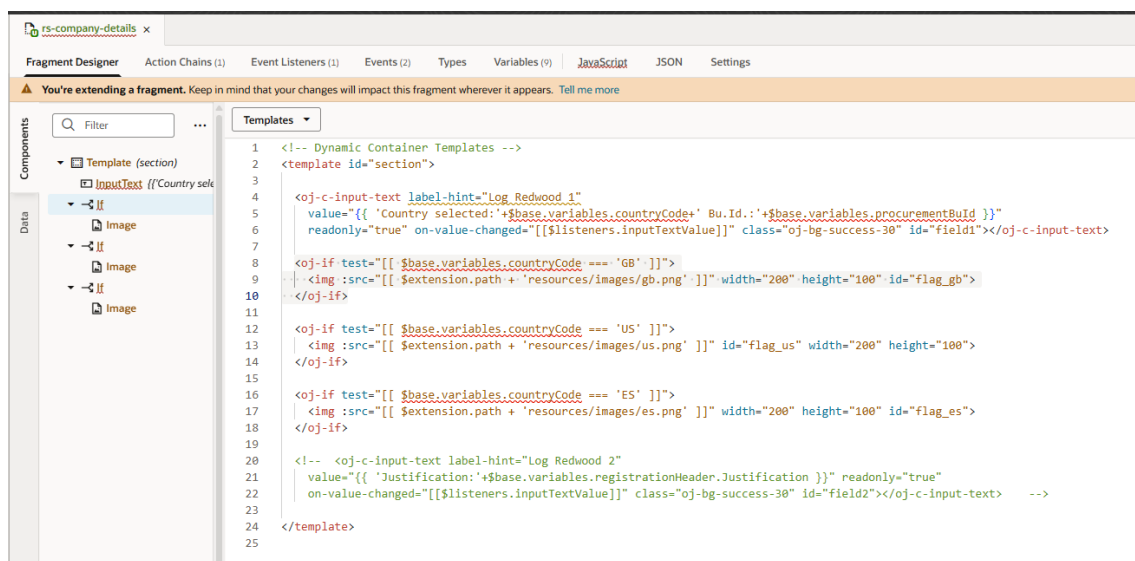 rs-company-details ×
Fragment Designer Action Chains (1) Event Listeners (1) Events (2) Types Variables (9) JavaScript JSON Settings
You're extending a fragment. Keep in mind that your changes will impact this fragment wherever it appears. Tell me more
Components
Data
Filter ...
Template (section)
InputText {{'Country sele
If
Image
If
Image
If
Image
Templates
1 <!-- Dynamic Container Templates -->
2 <template id="section">
3
4 <oj-c-input-text label-hint="Log Redwood 1"
5 value="{{ 'Country selected:'+$base.variables.countryCode+' Bu.Id.:'+$base.variables.procurementBuId }}"
6 readonly="true" on-value-changed="[[$listeners.inputTextValue]]" class="oj-bg-success-30" id="field1"></oj-c-input-text>
7
8 <oj-if test="[[ $base.variables.countryCode === 'GB' ]]">
9 <img :src="[[ $extension.path + 'resources/images/gb.png' ]]" width="200" height="100" id="flag_gb">
10 </oj-if>
11
12 <oj-if test="[[ $base.variables.countryCode === 'US' ]]">
13 <img :src="[[ $extension.path + 'resources/images/us.png' ]]" id="flag_us" width="200" height="100">
14 </oj-if>
15
16 <oj-if test="[[ $base.variables.countryCode === 'ES' ]]">
17 <img :src="[[ $extension.path + 'resources/images/es.png' ]]" width="200" height="100" id="flag_es">
18 </oj-if>
19
20 <!-- <oj-c-input-text label-hint="Log Redwood 2"
21 value="{{ 'Justification:'+$base.variables.registrationHeader.Justification }}" readonly="true"
22 on-value-changed="[[$listeners.inputTextValue]]" class="oj-bg-success-30" id="field2"></oj-c-input-text> -->
23
24 </template>
25